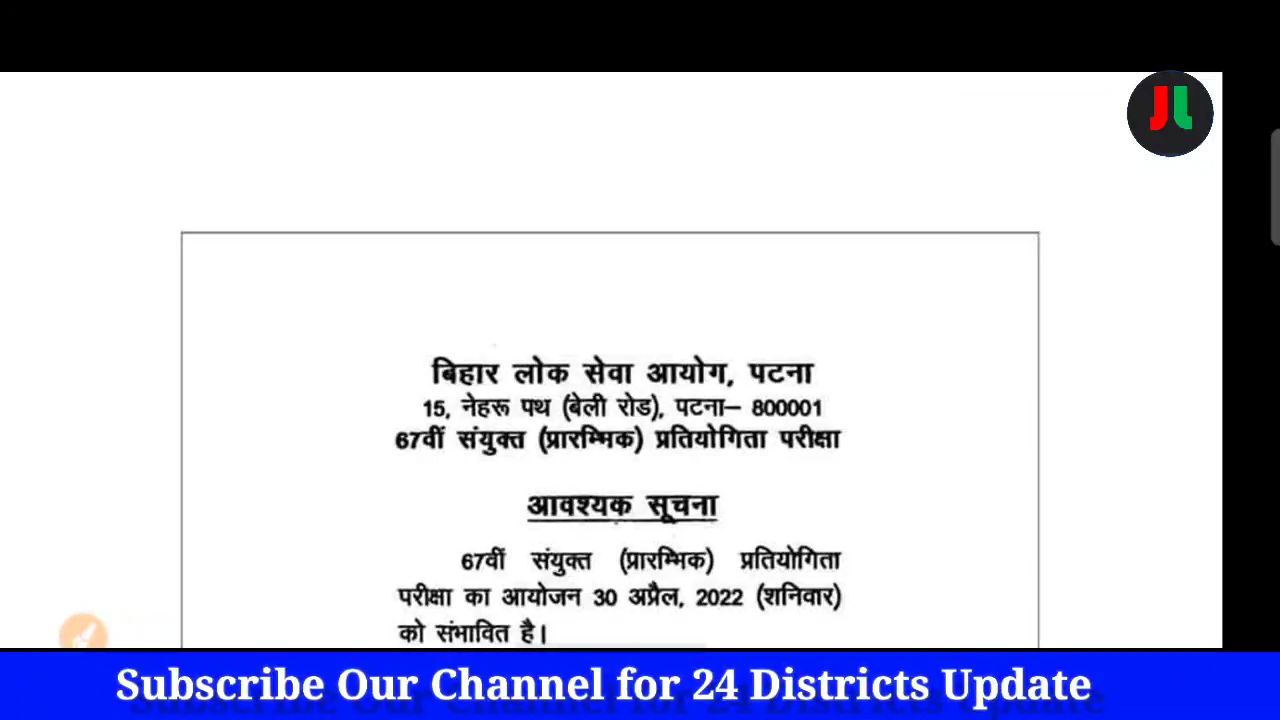 JL
बिहार लोक सेवा आयोग, पटना
15, नेहरू पथ (बेली रोड), पटना– 800001
67वीं संयुक्त (प्रारम्भिक) प्रतियोगिता परीक्षा
आवश्यक सूचना
67वीं संयुक्त (प्रारम्भिक) प्रतियोगिता
परीक्षा का आयोजन 30 अप्रैल, 2022 (शनिवार)
को संभावित है।
Subscribe Our Channel for 24 Districts Update